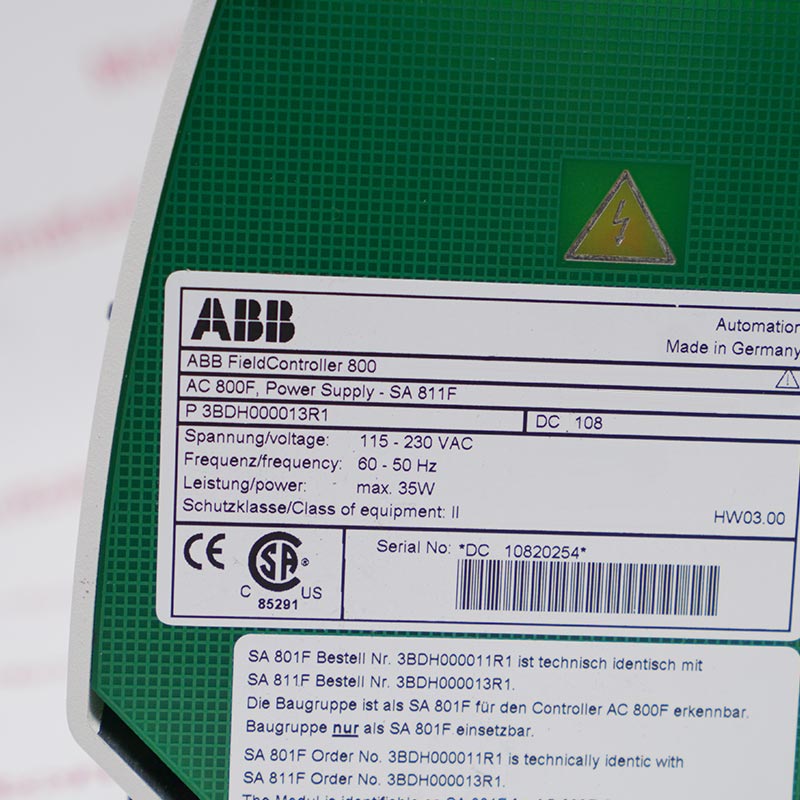 ABB
Automation
Made in Germany
ABB FieldController 800
AC 800F, Power Supply - SA 811F
P 3BDH000013R1
DC 108
Spannung/voltage: 115 - 230 VAC
Frequenz/frequency: 60 - 50 Hz
Leistung/power: max. 35W
Schutzklasse/Class of equipment: II
HW03.00
CE
SA ®
C US
85291
Serial No: *DC 10820254*
SA 801F Bestell Nr. 3BDH000011R1 ist technisch identisch mit
SA 811F Bestell Nr. 3BDH000013R1.
Die Baugruppe ist als SA 801F für den Controller AC 800F erkennbar.
Baugruppe nur als SA 801F einsetzbar.
SA 801F Order No. 3BDH000011R1 is technically identic with
SA 811F Order No. 3BDH000013R1.